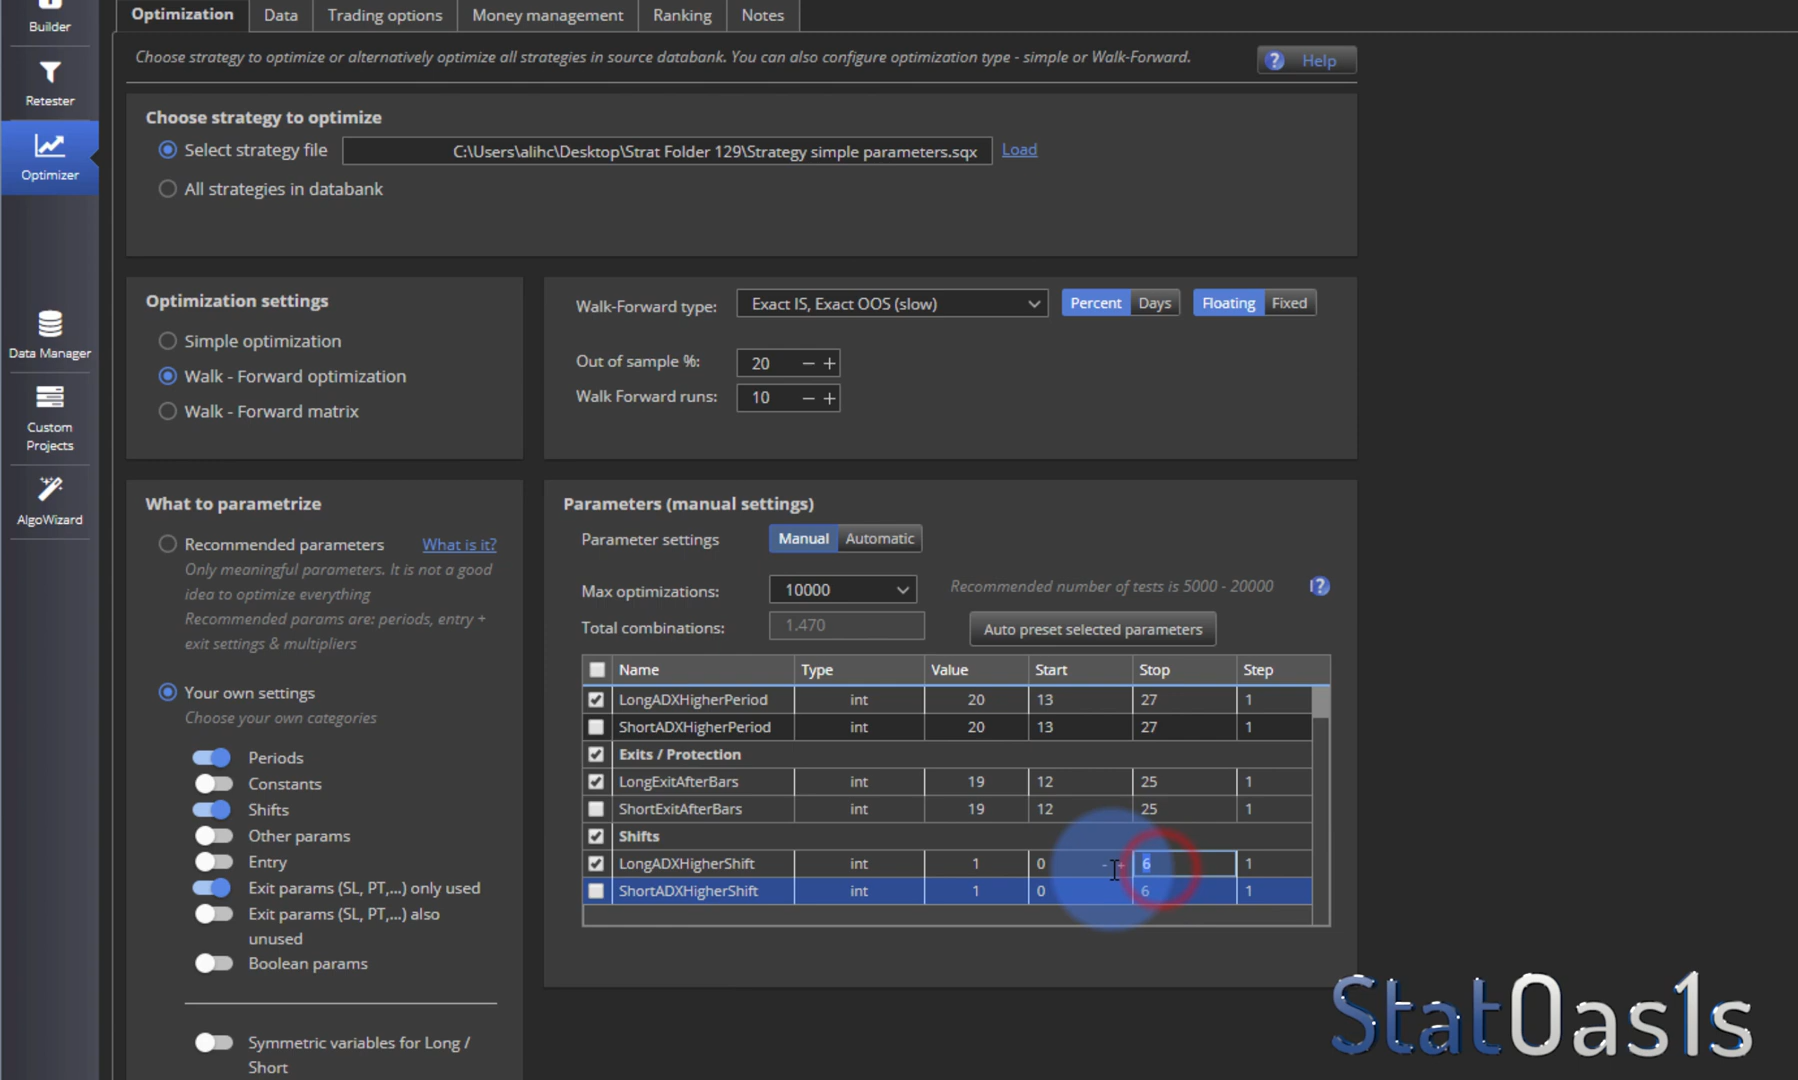 Builder
Retester
Optimizer
Data Manager
Custom
Projects
AlgoWizard
Optimization
Data
Trading options
Money management
Ranking
Notes
Choose strategy to optimize or alternatively optimize all strategies in source databank. You can also configure optimization type - simple or Walk-Forward.
? Help
Choose strategy to optimize
Select strategy file C:\Users\alihc\Desktop\Strat Folder 129\Strategy simple parameters.sqx Load
All strategies in databank
Optimization settings
Simple optimization
Walk - Forward optimization
Walk - Forward matrix
Walk-Forward type: Exact IS, Exact OOS (slow) Percent Days Floating Fixed
Out of sample %: 20 − +
Walk Forward runs: 10 − +
What to parametrize
Recommended parameters What is it?
Only meaningful parameters. It is not a good
idea to optimize everything
Recommended params are: periods, entry +
exit settings & multipliers
Your own settings
Choose your own categories
Periods
Constants
Shifts
Other params
Entry
Exit params (SL, PT,...) only used
Exit params (SL, PT,...) also
unused
Boolean params
Symmetric variables for Long /
Short
Parameters (manual settings)
Parameter settings Manual Automatic
Max optimizations: 10000 Recommended number of tests is 5000 - 20000 ?
Total combinations: 1.470 Auto preset selected parameters
Name Type Value Start Stop Step
LongADXHigherPeriod int 20 13 27 1
ShortADXHigherPeriod int 20 13 27 1
Exits / Protection
LongExitAfterBars int 19 12 25 1
ShortExitAfterBars int 19 12 25 1
Shifts
LongADXHigherShift int 1 0 - + 6 1
ShortADXHigherShift int 1 0 6 1
StatOas1s